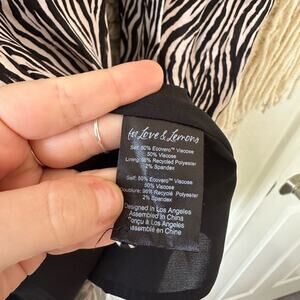 for Love & Lemons
Self: 50% Ecovero™ Viscose
50% Viscose
Lining: 98% Recycled Polyester
2% Spandex
Self: 50% Ecovero™ Viscose
50% Viscose
Doublure: 98% Recyclé Polyester
2% Spandex
Designed in Los Angeles
Assembled in China
Conçu à Los Angeles
Assemblé en Chine